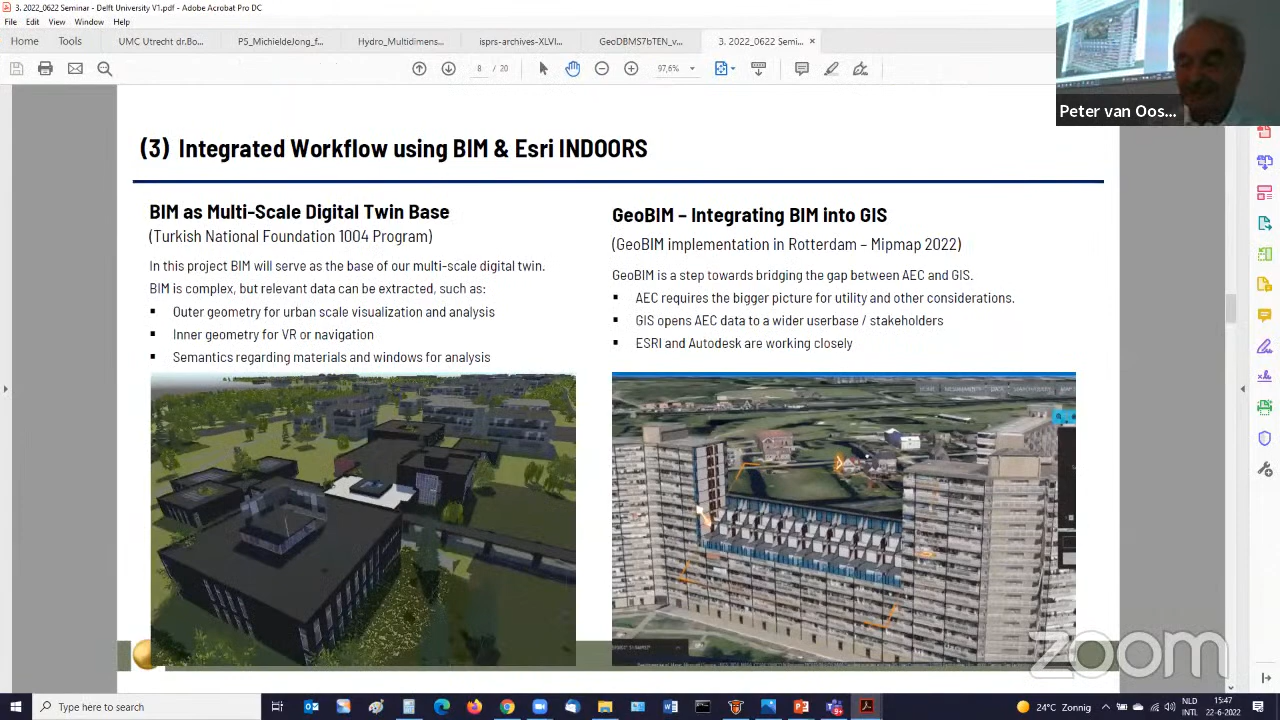 3. 2022_0622 Seminar - Delft University V1.pdf - Adobe Acrobat Pro DC
File Edit View Window Help
Home Tools UMC Utrecht dr.Bo... P5_MichieldeJong_f... Hydro_ isprs-archives-XLVI... GeoDBMS7bTEN_v... 3. 2022_0622 Semi... ×
8 / 20 97,6%
Peter van Oos...
(3) Integrated Workflow using BIM & Esri INDOORS
BIM as Multi-Scale Digital Twin Base
(Turkish National Foundation 1004 Program)
In this project BIM will serve as the base of our multi-scale digital twin.
BIM is complex, but relevant data can be extracted, such as:
▪ Outer geometry for urban scale visualization and analysis
▪ Inner geometry for VR or navigation
▪ Semantics regarding materials and windows for analysis
GeoBIM – Integrating BIM into GIS
(GeoBIM implementation in Rotterdam – Mipmap 2022)
GeoBIM is a step towards bridging the gap between AEC and GIS.
▪ AEC requires the bigger picture for utility and other considerations.
▪ GIS opens AEC data to a wider userbase / stakeholders
▪ ESRI and Autodesk are working closely
zoom
Type here to search
24°C Zonnig
NLD
INTL
15:47
22-6-2022